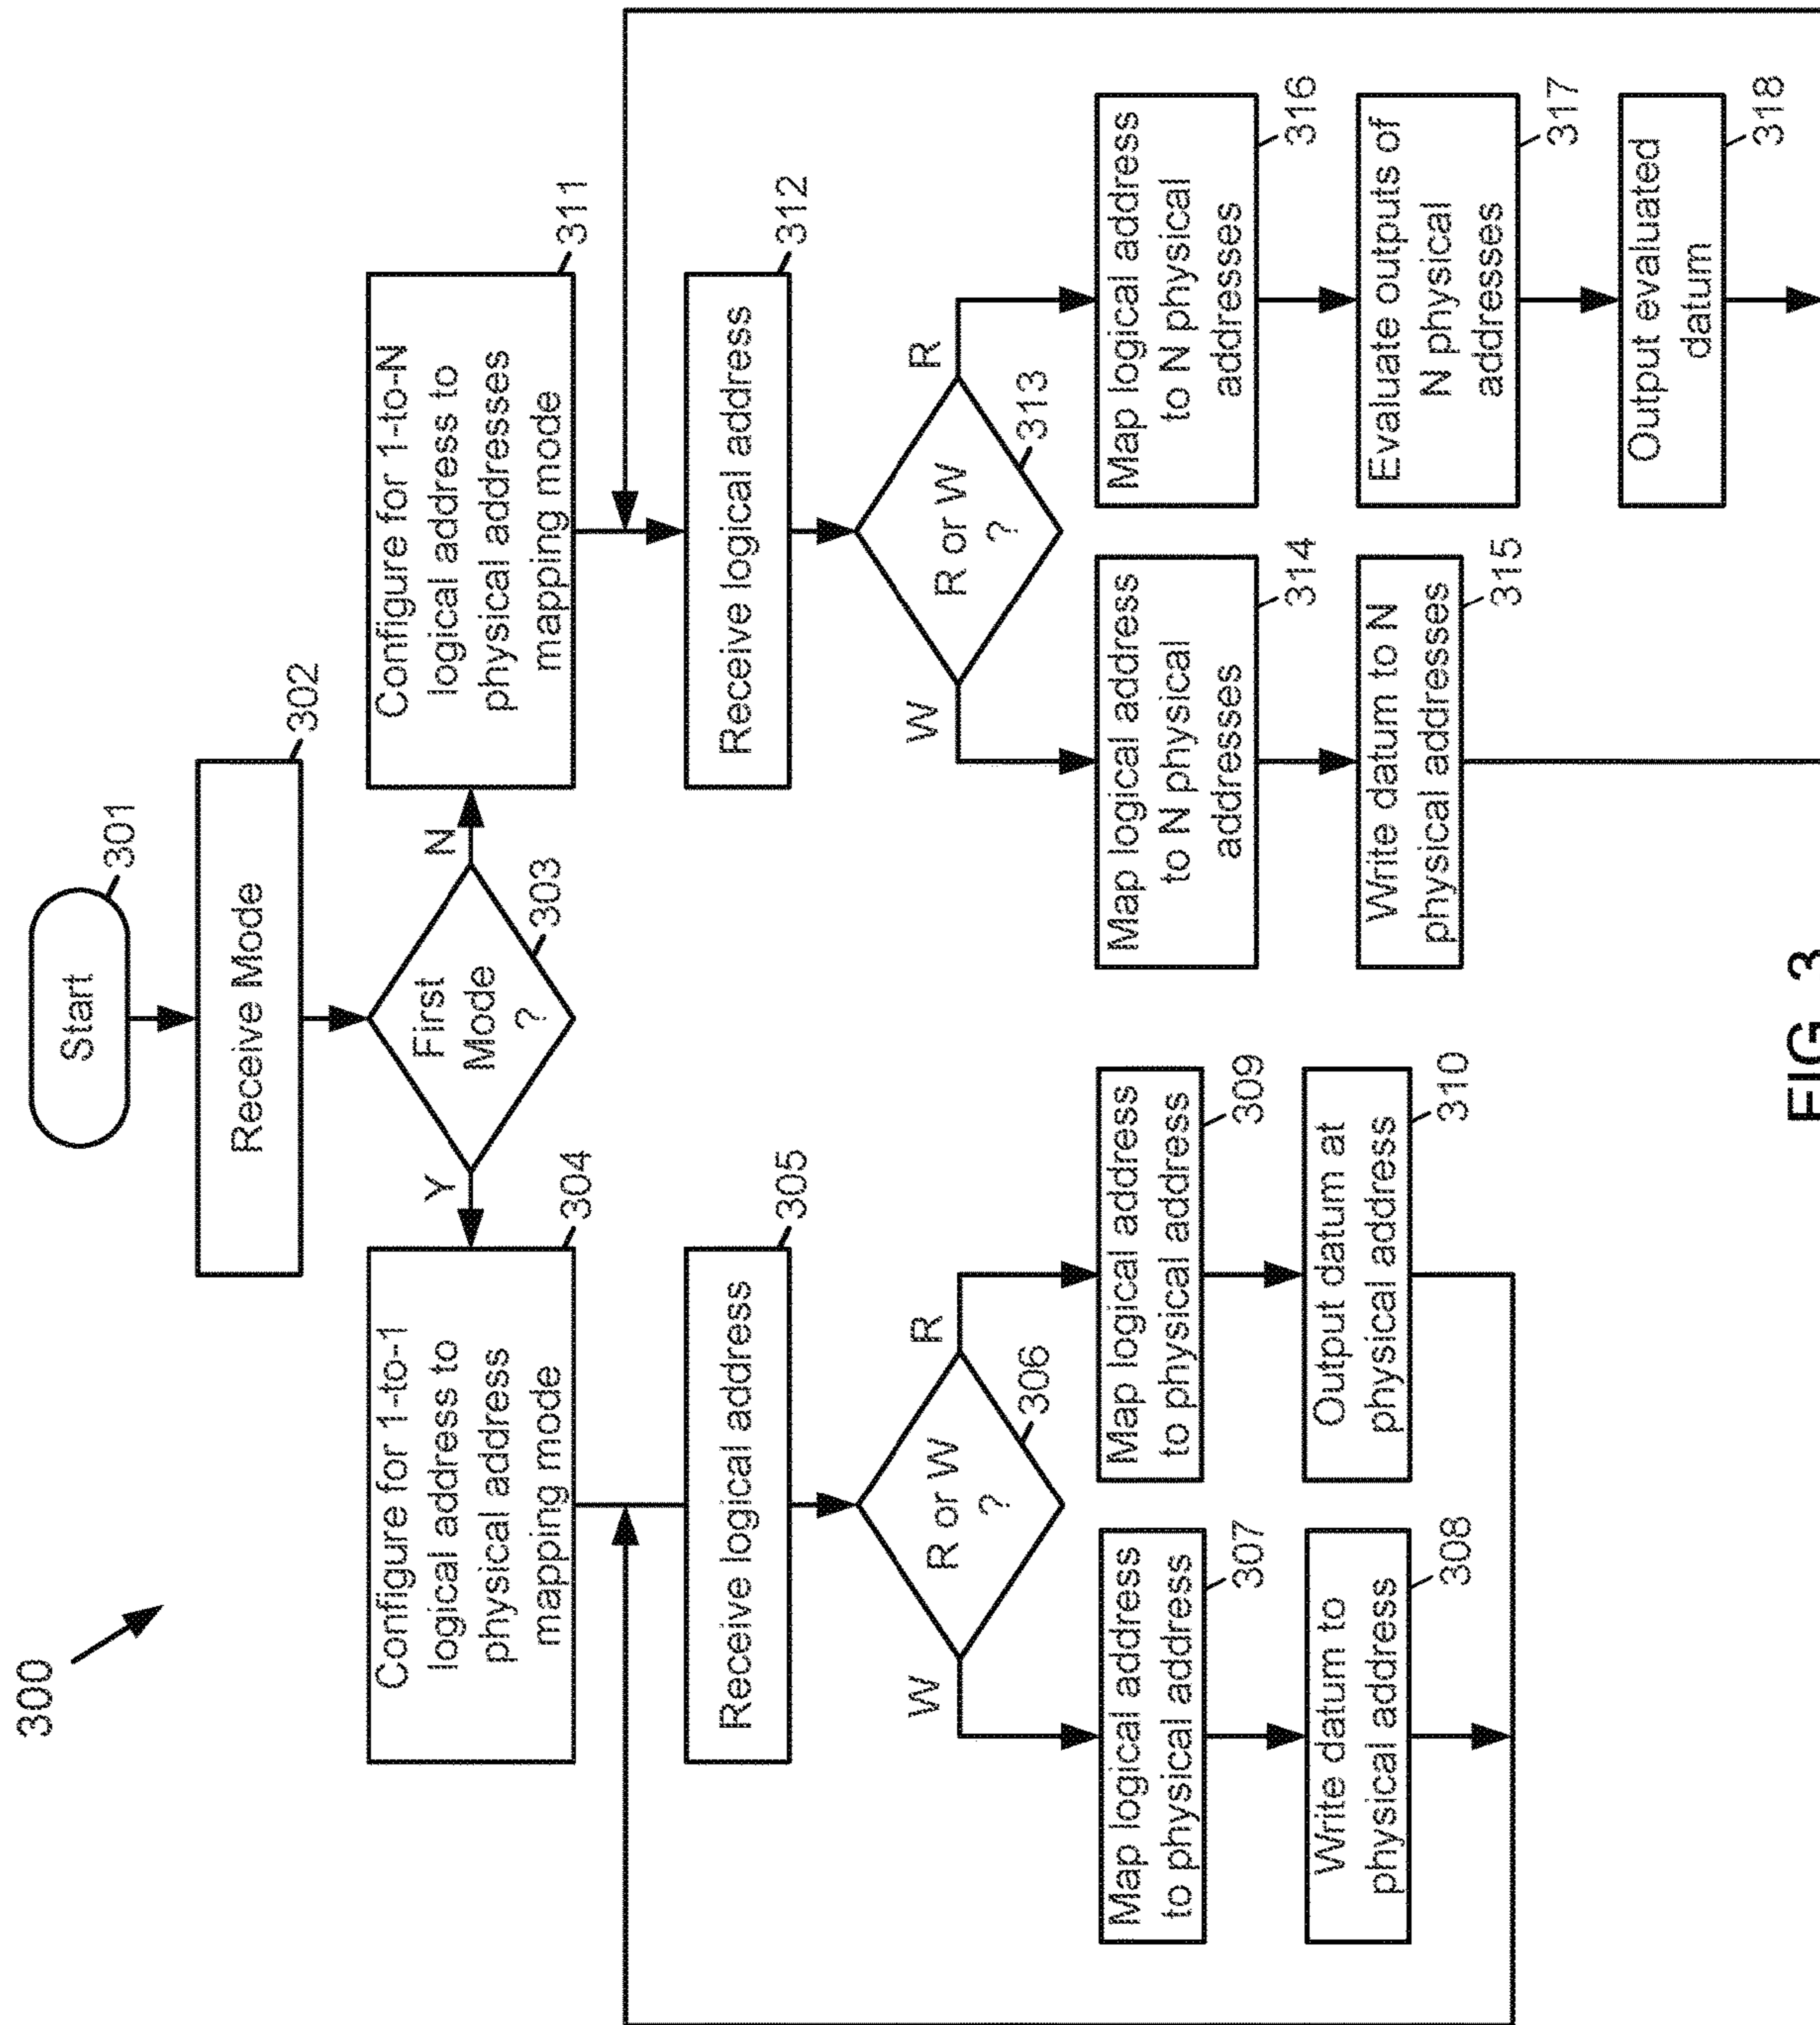 300
Start
301
Receive Mode
302
First
Mode
?
303
Y
N
Configure for 1-to-1
logical address to
physical address
mapping mode
304
Receive logical address
305
R or W
?
306
W
R
Map logical address
to physical address
307
Write datum to
physical address
308
Map logical address
to physical address
309
Output datum at
physical address
310
Configure for 1-to-N
logical address to
physical addresses
mapping mode
311
Receive logical address
312
R or W
?
313
W
R
Map logical address
to N physical
addresses
314
Write datum to N
physical addresses
315
Map logical address
to N physical
addresses
316
Evaluate outputs of
N physical
addresses
317
Output evaluated
datum
318
FIG. 3